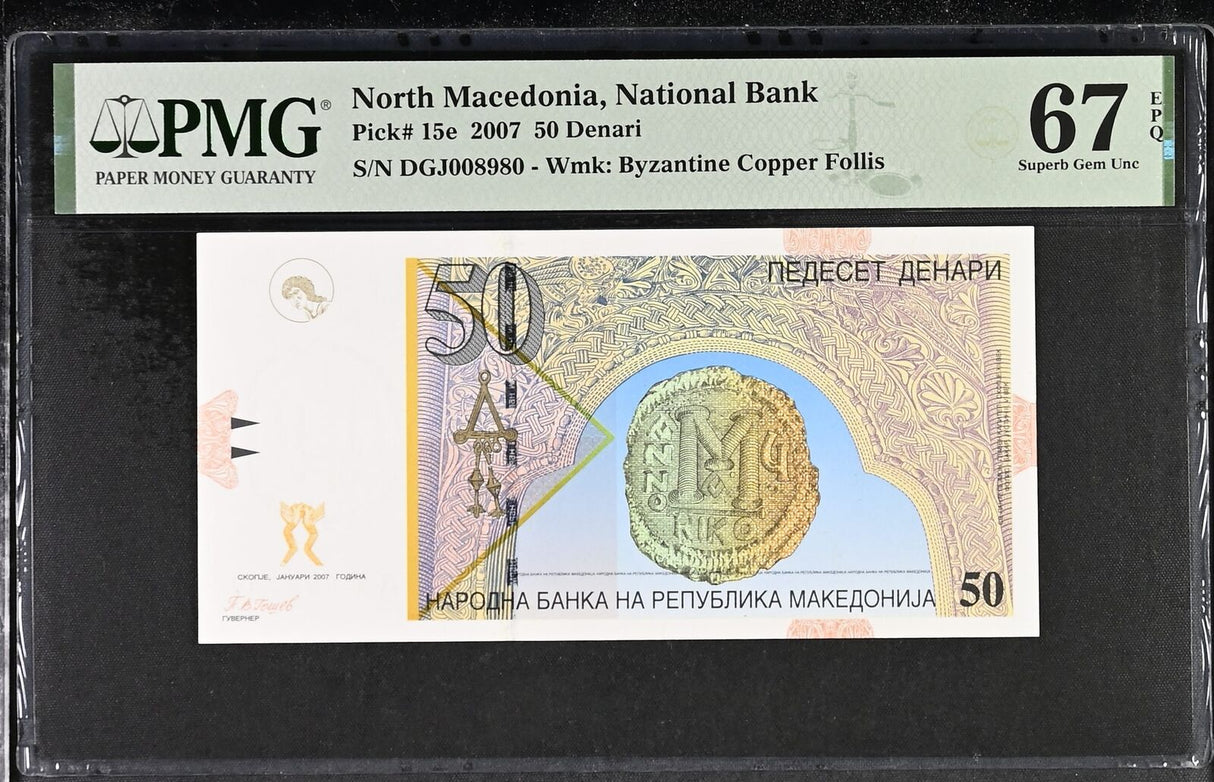 PMG®
PAPER MONEY GUARANTY
North Macedonia, National Bank
Pick# 15e 2007 50 Denari
S/N DGJ008980 - Wmk: Byzantine Copper Follis
67
Superb Gem Unc
EPQ
50
ПЕДЕСЕТ ДЕНАРИ
M
NIKO
СКОПЈЕ, ЈАНУАРИ 2007 ГОДИНА
ГУВЕРНЕР
НАРОДНА БАНКА НА РЕПУБЛИКА МАКЕДОНИЈА
50